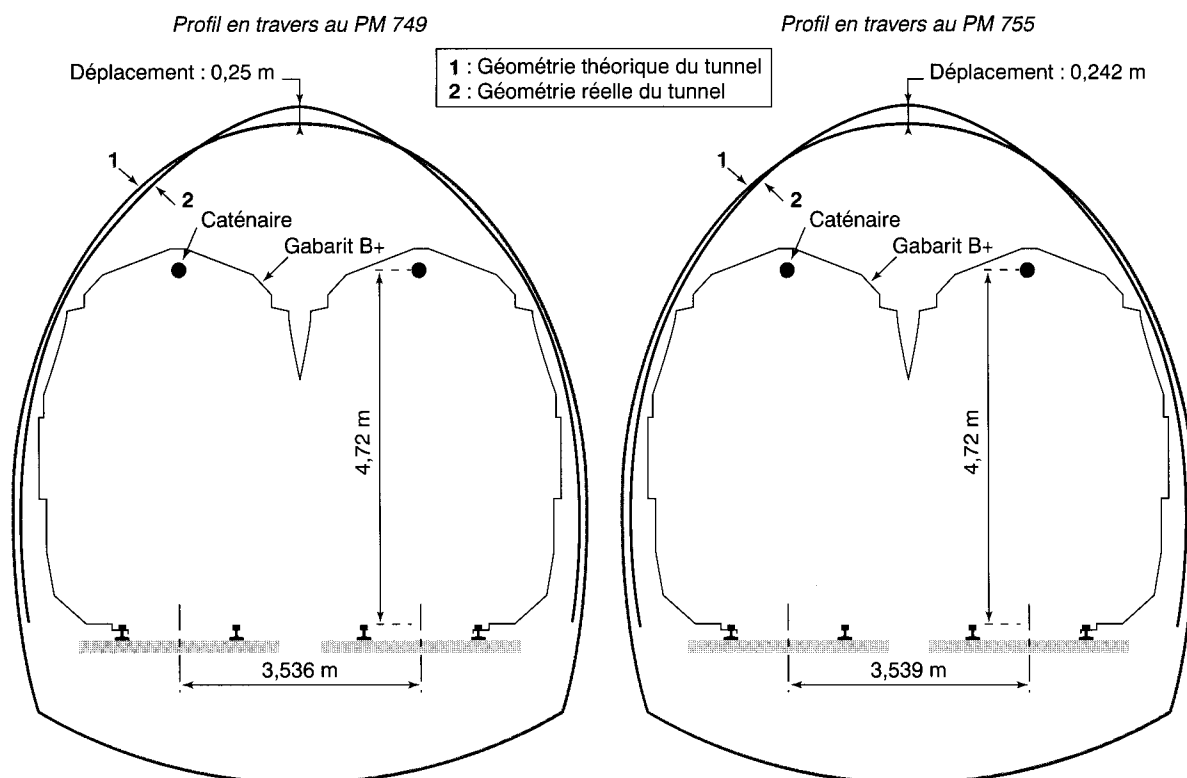 Profil en travers au PM 749
Profil en travers au PM 755
Déplacement : 0,25 m
1 : Géométrie théorique du tunnel
2 : Géométrie réelle du tunnel
Déplacement : 0,242 m
1
2
Caténaire
Gabarit B+
4,72 m
3,536 m
1
2
Caténaire
Gabarit B+
4,72 m
3,539 m